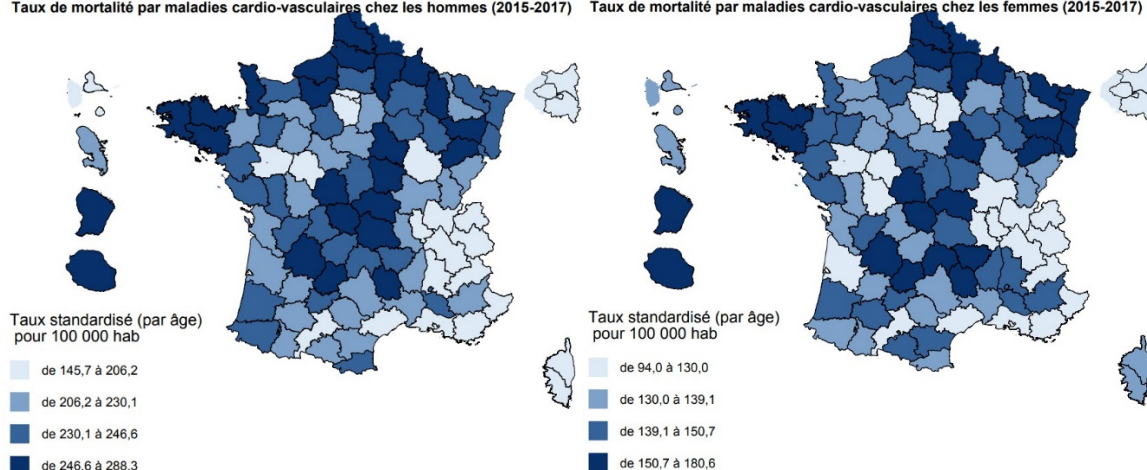 Taux de mortalité par maladies cardio-vasculaires chez les hommes (2015-2017)
Taux standardisé (par âge)
pour 100 000 hab
de 145,7 à 206,2
de 206,2 à 230,1
de 230,1 à 246,6
de 246,6 à 288,3
Taux de mortalité par maladies cardio-vasculaires chez les femmes (2015-2017)
Taux standardisé (par âge)
pour 100 000 hab
de 94,0 à 130,0
de 130,0 à 139,1
de 139,1 à 150,7
de 150,7 à 180,6